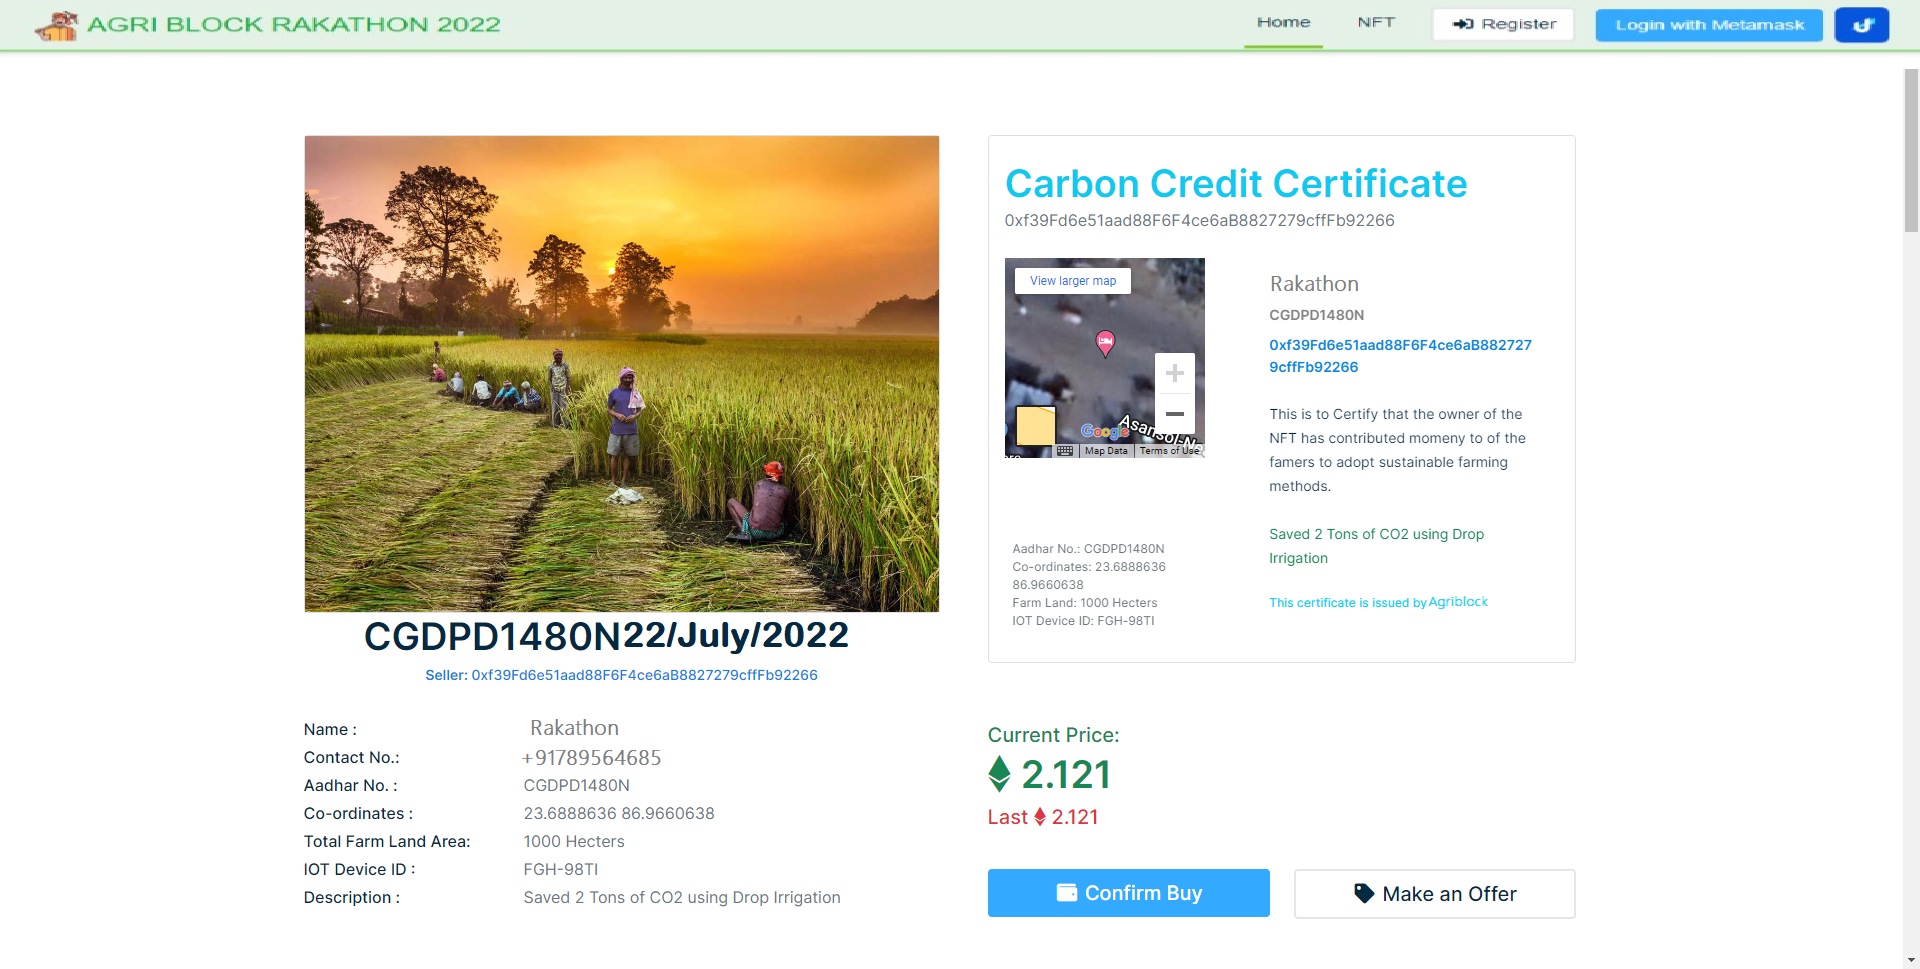 AGRI BLOCK RAKATHON 2022
Home
NFT
Register
Login with Metamask
Carbon Credit Certificate
0xf39Fd6e51aad88F6F4ce6aB8827279cffFb92266
View larger map
Google
Map Data
Terms of Use
Rakathon
CGDPD1480N
0xf39Fd6e51aad88F6F4ce6aB882727
9cffFb92266
This is to Certify that the owner of the
NFT has contributed momeny to of the
famers to adopt sustainable farming
methods.
Saved 2 Tons of CO2 using Drop
Irrigation
This certificate is issued by Agriblock
Aadhar No.: CGDPD1480N
Co-ordinates: 23.6888636
86.9660638
Farm Land: 1000 Hecters
IOT Device ID: FGH-98TI
CGDPD1480N22/July/2022
Seller: 0xf39Fd6e51aad88F6F4ce6aB8827279cffFb92266
Name : Rakathon
Contact No.: +91789564685
Aadhar No. : CGDPD1480N
Co-ordinates : 23.6888636 86.9660638
Total Farm Land Area: 1000 Hecters
IOT Device ID : FGH-98TI
Description : Saved 2 Tons of CO2 using Drop Irrigation
Current Price:
2.121
Last 2.121
Confirm Buy
Make an Offer